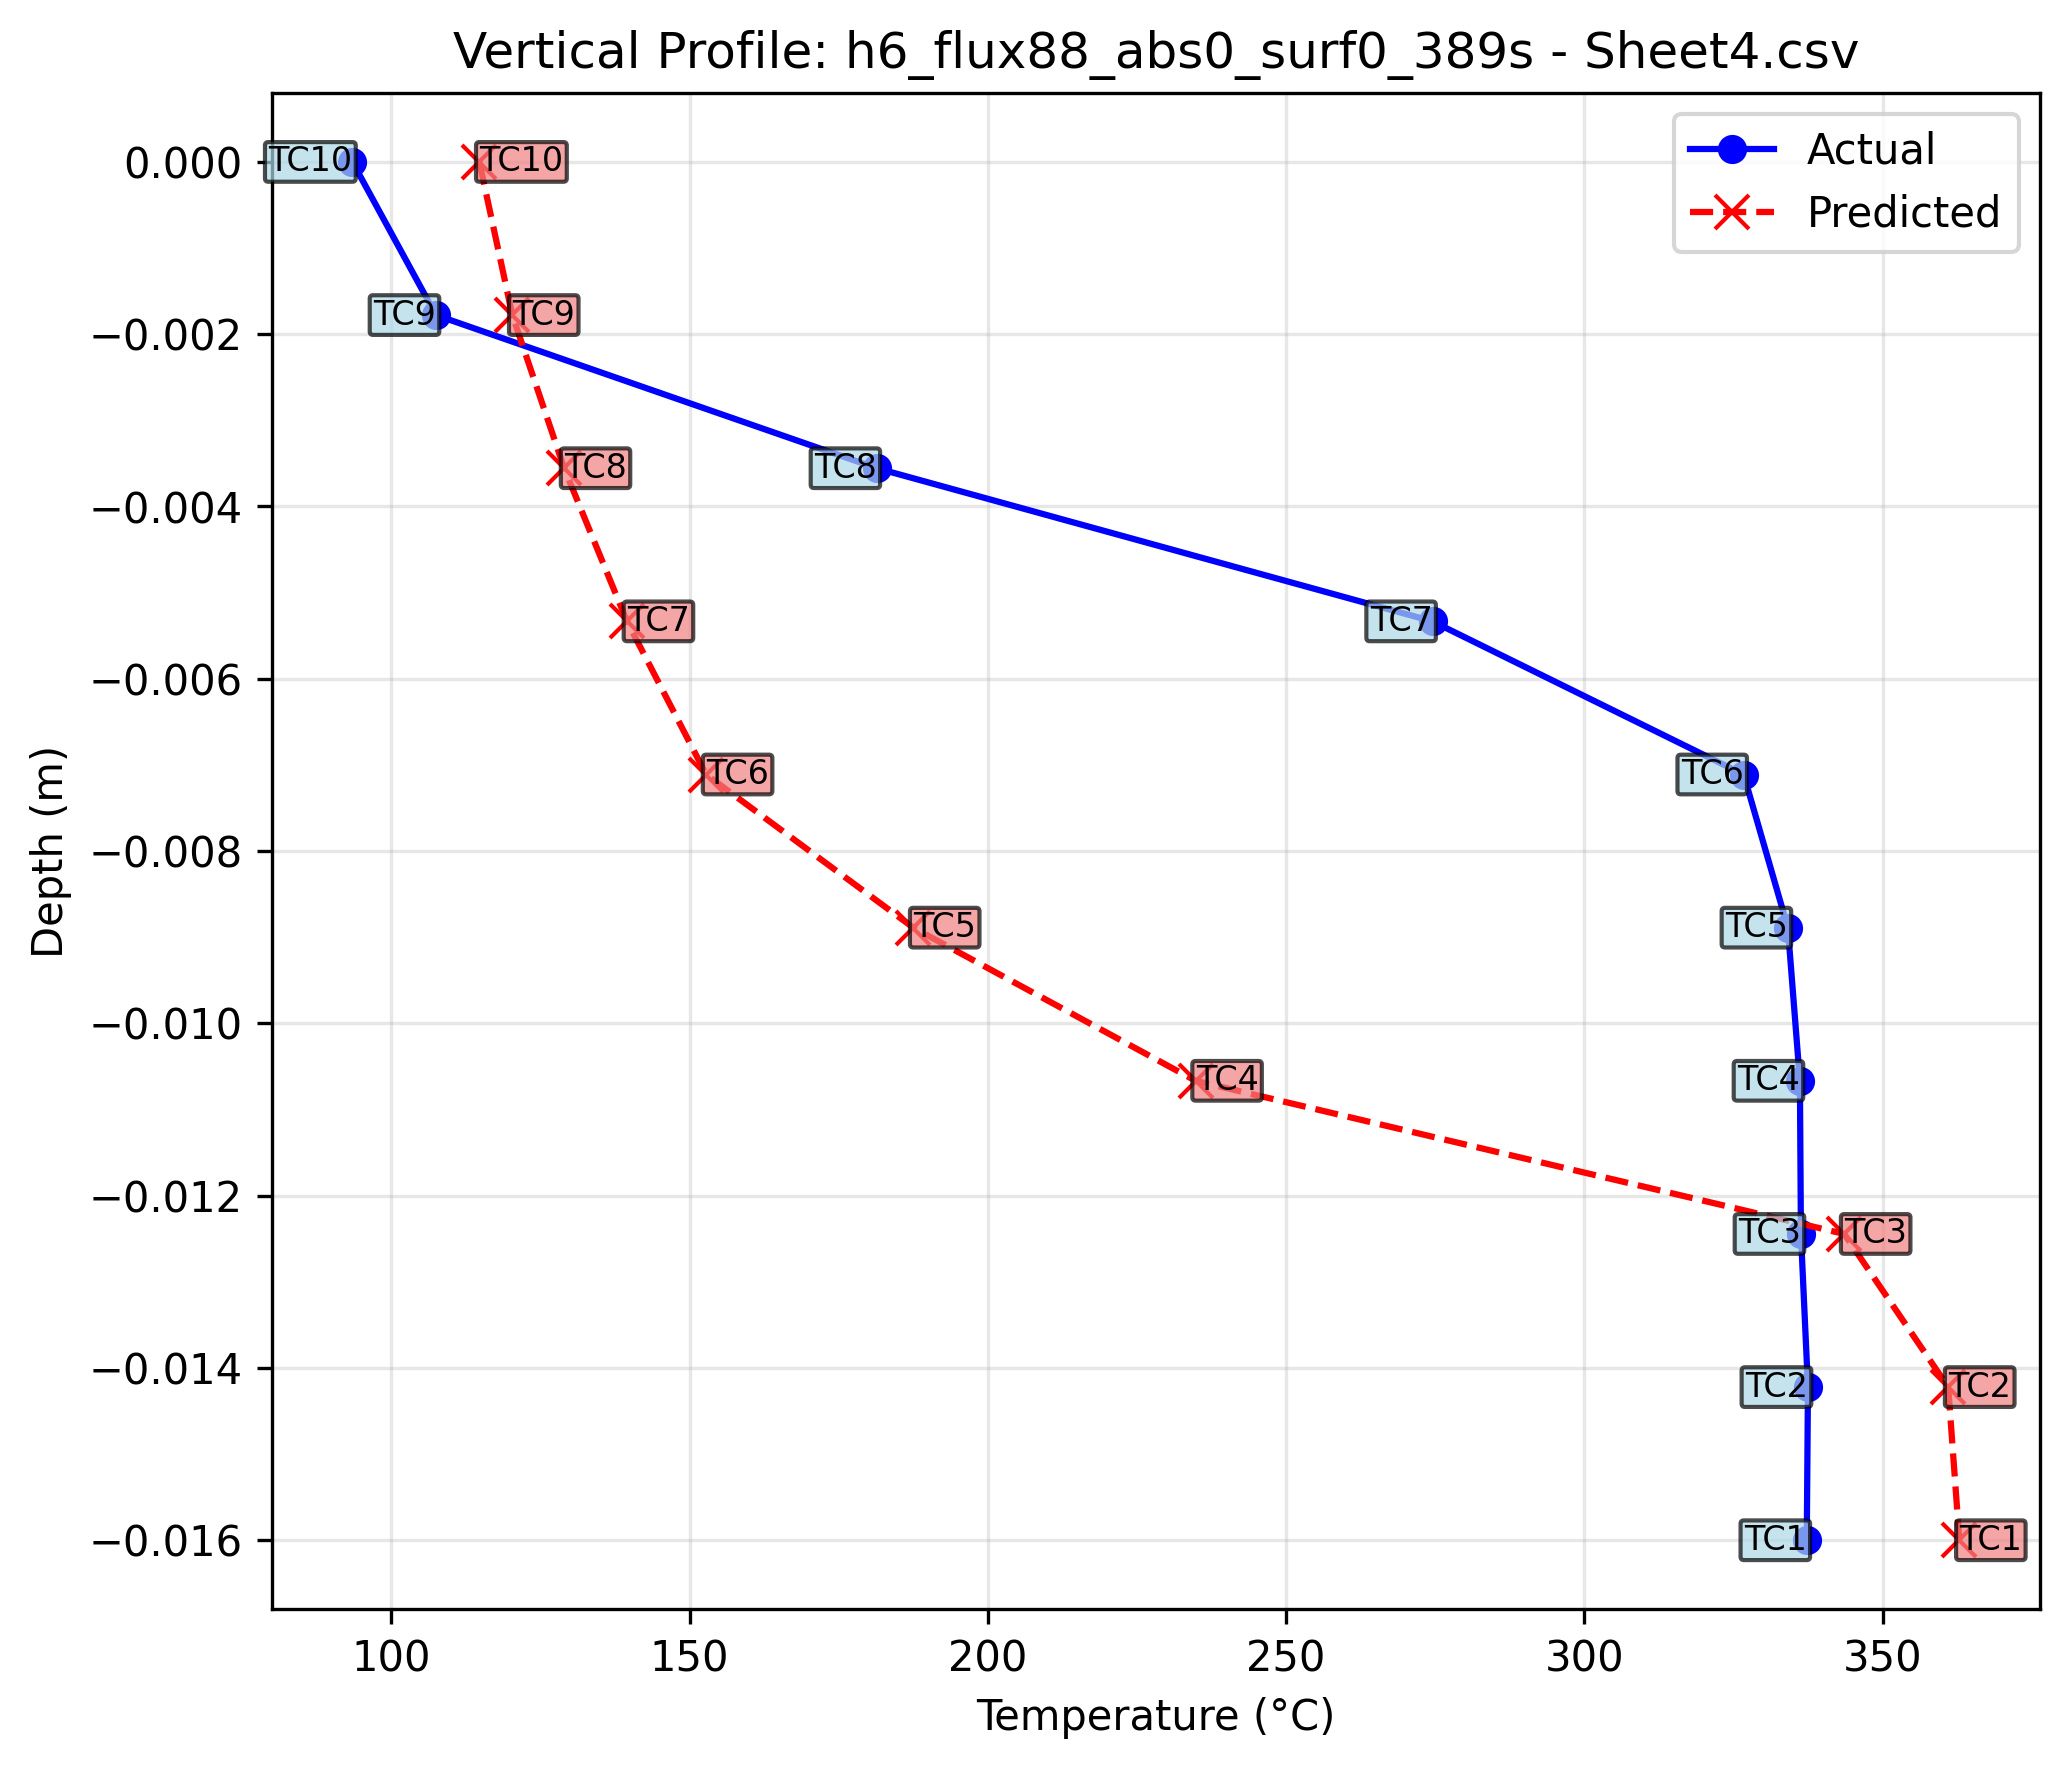 Vertical Profile: h6_flux88_abs0_surf0_389s - Sheet4.csv
Actual
Predicted
0.000
−0.002
−0.004
−0.006
−0.008
−0.010
−0.012
−0.014
−0.016
Depth (m)
TC10 TC10
TC9 TC9
TC8 TC8
TC7 TC7
TC6 TC6
TC5 TC5
TC4 TC4
TC3 TC3
TC2 TC2
TC1 TC1
100 150 200 250 300 350
Temperature (°C)